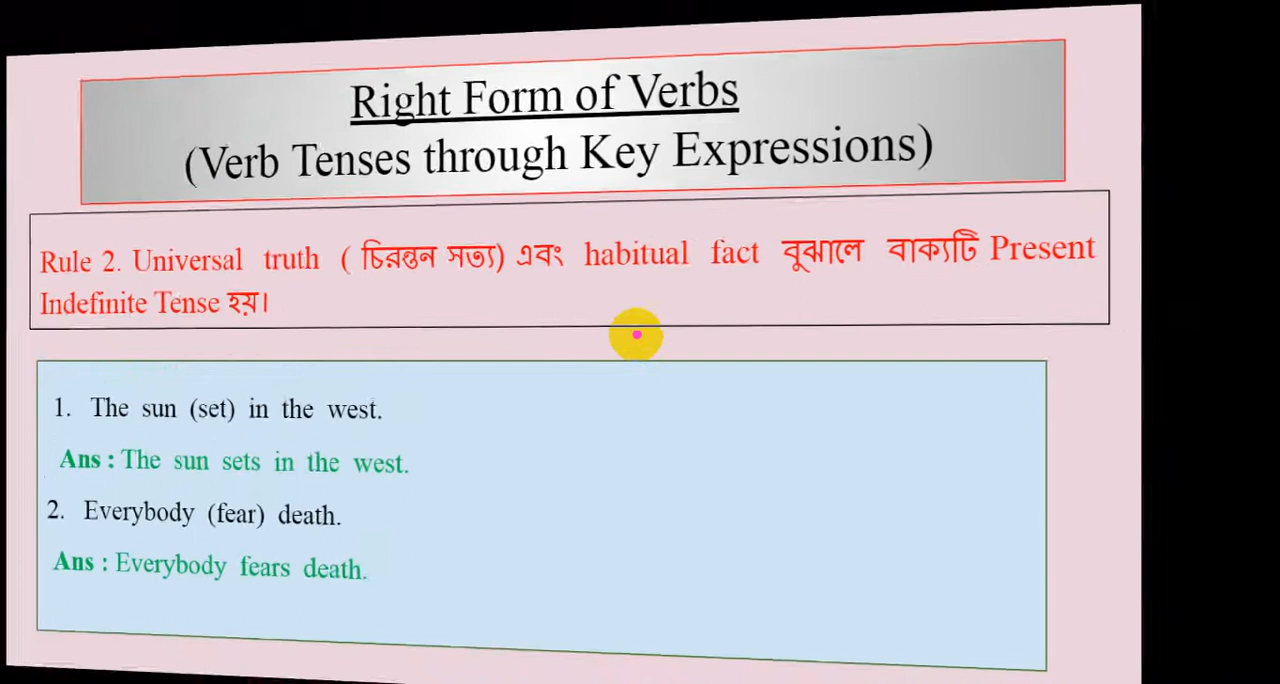 Right Form of Verbs
(Verb Tenses through Key Expressions)
Rule 2. Universal truth ( চিরন্তন সত্য) এবং habitual fact বুঝালে বাক্যটি Present
Indefinite Tense হয়।
1. The sun (set) in the west.
Ans : The sun sets in the west.
2. Everybody (fear) death.
Ans : Everybody fears death.